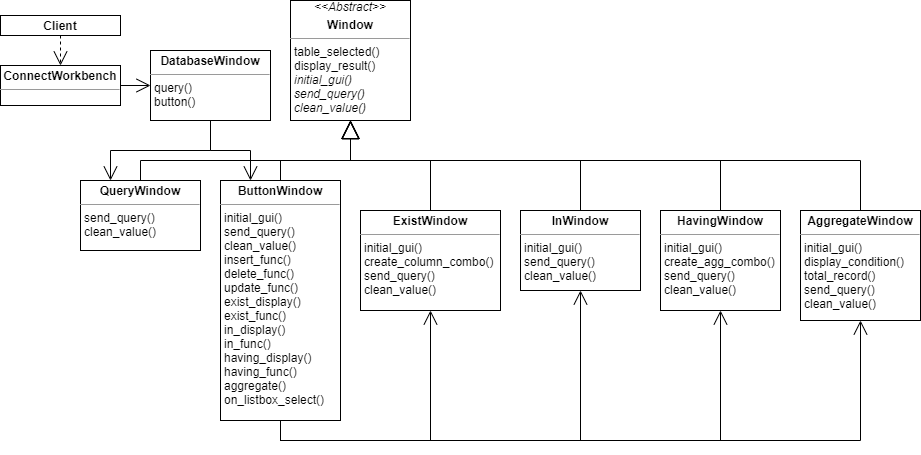 Client
ConnectWorkbench
DatabaseWindow
query()
button()
<<Abstract>>
Window
table_selected()
display_result()
initial_gui()
send_query()
clean_value()
QueryWindow
send_query()
clean_value()
ButtonWindow
initial_gui()
send_query()
clean_value()
insert_func()
delete_func()
update_func()
exist_display()
exist_func()
in_display()
in_func()
having_display()
having_func()
aggregate()
on_listbox_select()
ExistWindow
initial_gui()
create_column_combo()
send_query()
clean_value()
InWindow
initial_gui()
send_query()
clean_value()
HavingWindow
initial_gui()
create_agg_combo()
send_query()
clean_value()
AggregateWindow
initial_gui()
display_condition()
total_record()
send_query()
clean_value()